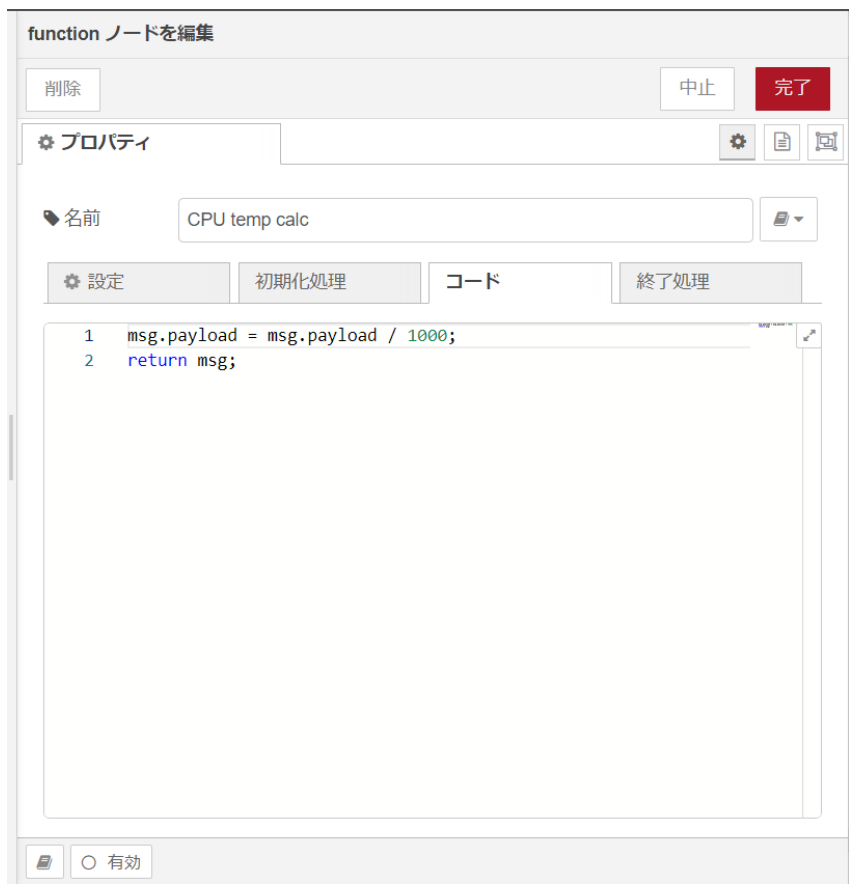 function ノードを編集
削除
中止
完了
プロパティ
名前
CPU temp calc
設定
初期化処理
コード
終了処理
1 msg.payload = msg.payload / 1000;
2 return msg;
有効